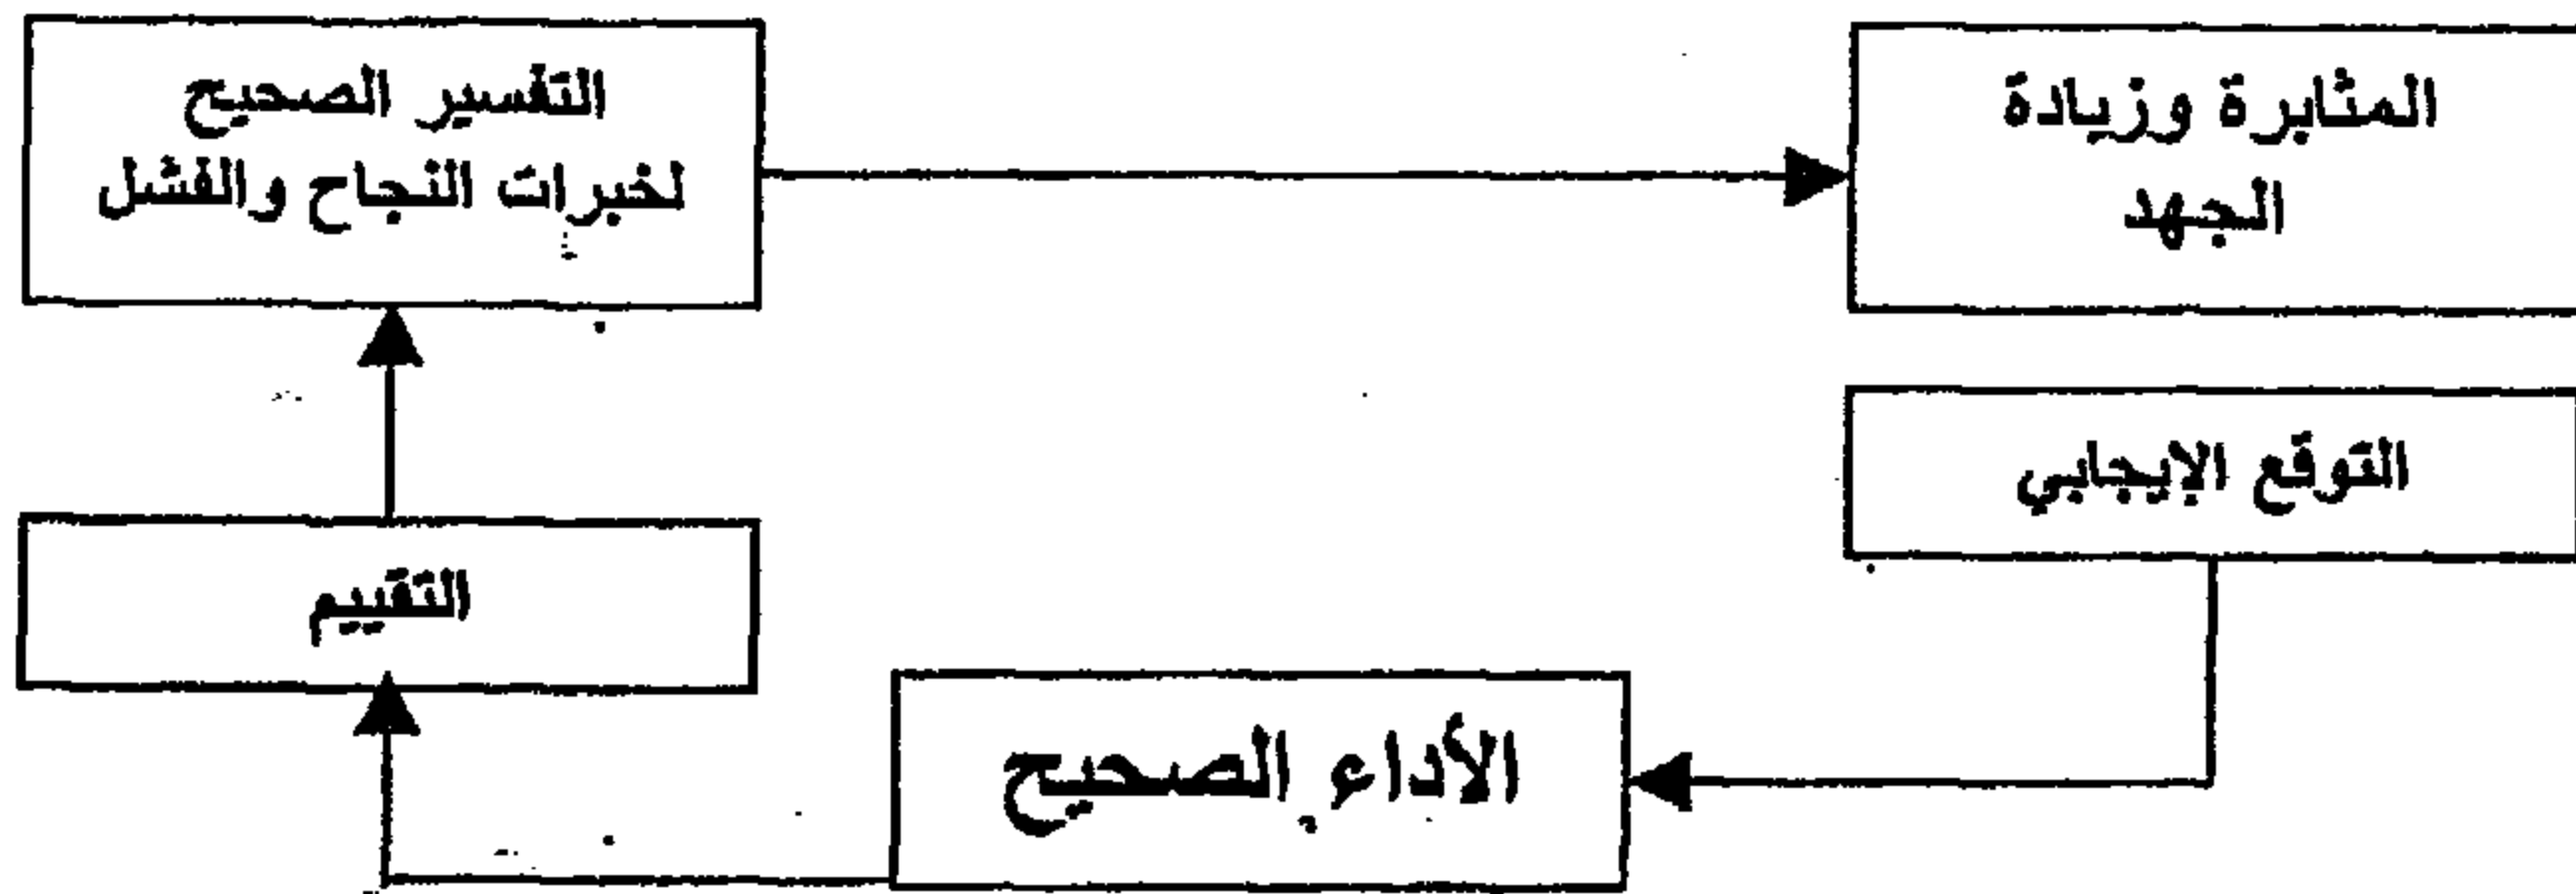 المثابرة وزيادة
الجهد
التفسير الصحيح
لخبرات النجاح والفشل
التوقع الإيجابي
التقييم
الأداء الصحيح